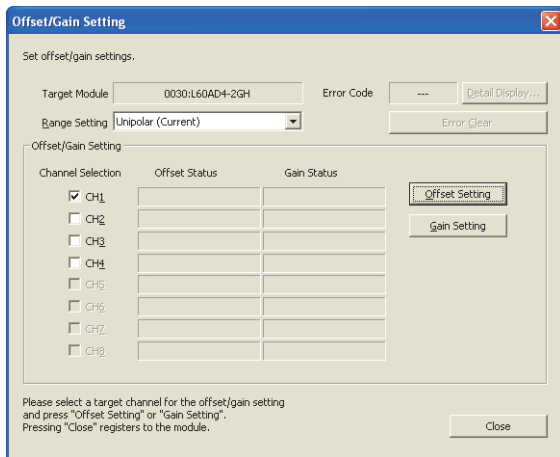 Offset/Gain Setting
Set offset/gain settings.
Target Module 0030:L60AD4-2GH Error Code --- Detail Display...
Range Setting Unipolar (Current) Error Clear
Offset/Gain Setting
Channel Selection Offset Status Gain Status
CH1 Offset Setting
CH2 Gain Setting
CH3
CH4
CH5
CH6
CH7
CH8
Please select a target channel for the offset/gain setting
and press "Offset Setting" or "Gain Setting".
Pressing "Close" registers to the module. Close